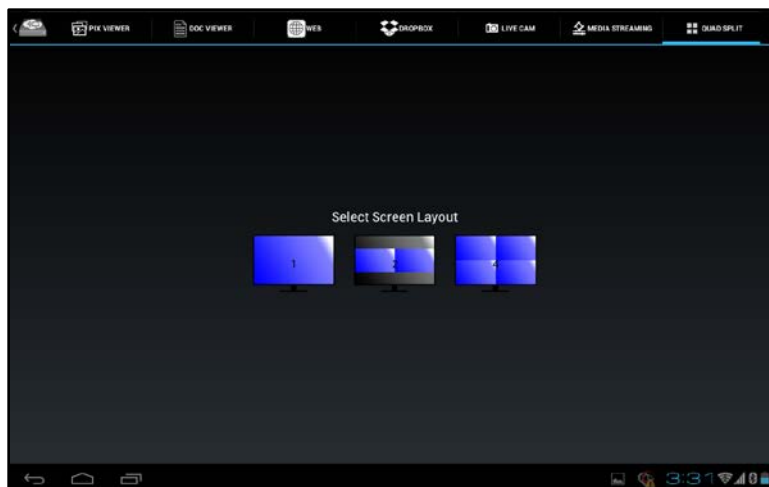 PIX VIEWER DOC VIEWER WEB DROPBOX LIVE CAM MEDIA STREAMING QUAD SPLIT
Select Screen Layout
1 2 4
3:31